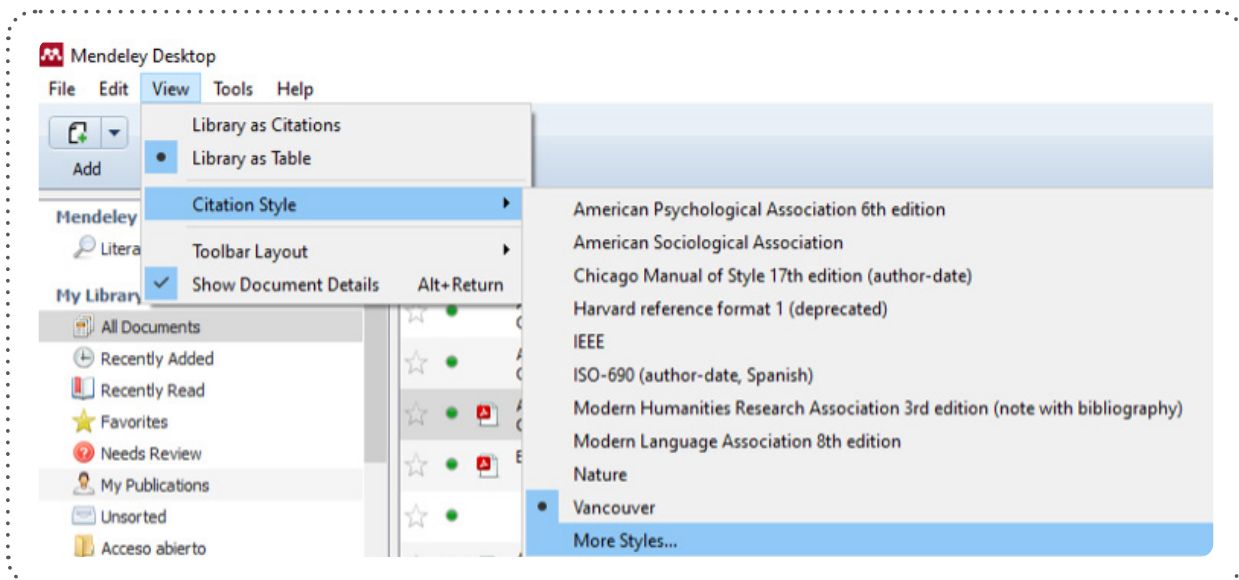 Mendeley Desktop
File Edit View Tools Help
Add
Library as Citations
Library as Table
Citation Style
Toolbar Layout
Show Document Details Alt+Return
American Psychological Association 6th edition
American Sociological Association
Chicago Manual of Style 17th edition (author-date)
Harvard reference format 1 (deprecated)
IEEE
ISO-690 (author-date, Spanish)
Modern Humanities Research Association 3rd edition (note with bibliography)
Modern Language Association 8th edition
Nature
Vancouver
More Styles...
Mendeley
Litera
My Library
All Documents
Recently Added
Recently Read
Favorites
Needs Review
My Publications
Unsorted
Acceso abierto